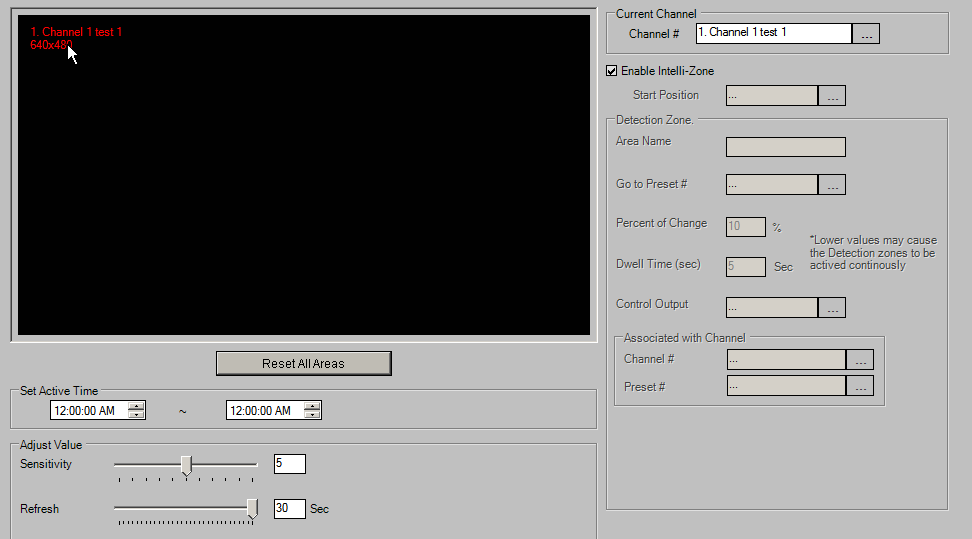 1. Channel 1 test 1
640x480
Reset All Areas
Set Active Time
12:00:00 AM ~ 12:00:00 AM
Adjust Value
Sensitivity 5
Refresh 30 Sec
Current Channel
Channel # 1. Channel 1 test 1 ...
Enable Intelli-Zone
Start Position ... ...
Detection Zone.
Area Name
Go to Preset # ... ...
Percent of Change 10 %
Dwell Time (sec) 5 Sec
*Lower values may cause
the Detection zones to be
actived continously
Control Output ... ...
Associated with Channel
Channel # ... ...
Preset # ... ...